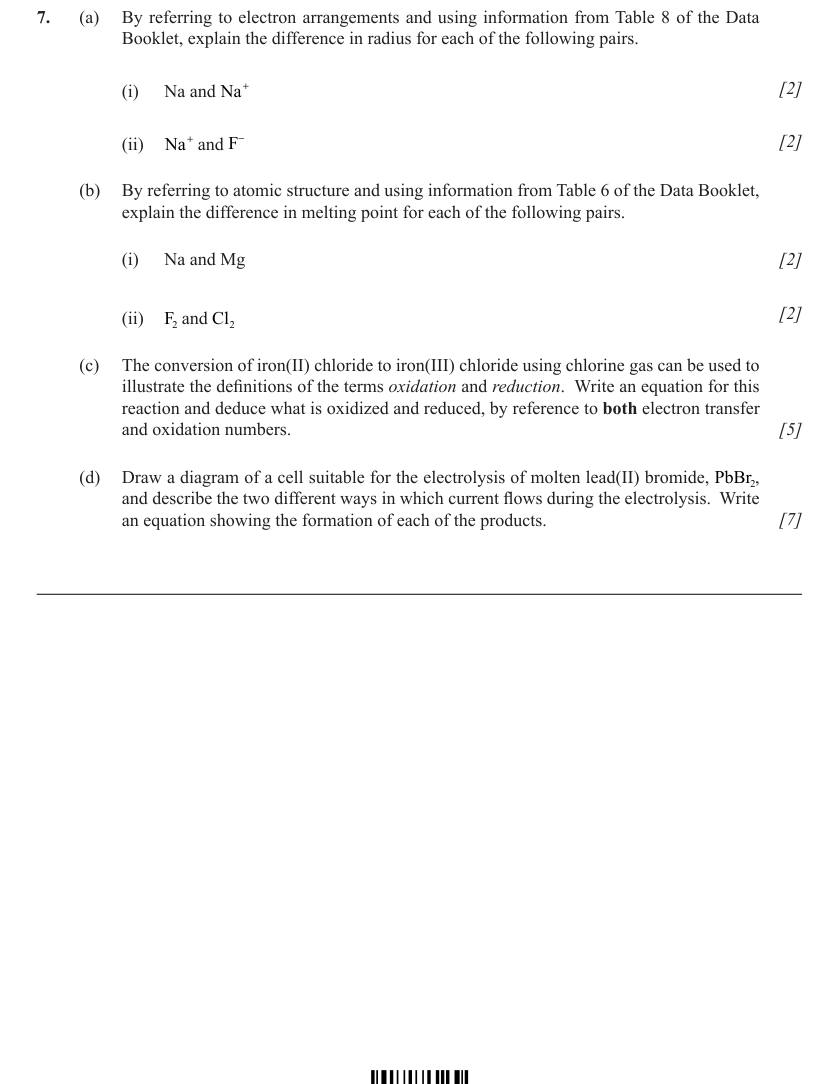 7. (a) By referring to electron arrangements and using information from Table 8 of the Data
Booklet, explain the difference in radius for each of the following pairs.
(i) Na and Na⁺ [2]
(ii) Na⁺ and F⁻ [2]
(b) By referring to atomic structure and using information from Table 6 of the Data Booklet,
explain the difference in melting point for each of the following pairs.
(i) Na and Mg [2]
(ii) F₂ and Cl₂ [2]
(c) The conversion of iron(II) chloride to iron(III) chloride using chlorine gas can be used to
illustrate the definitions of the terms oxidation and reduction. Write an equation for this
reaction and deduce what is oxidized and reduced, by reference to both electron transfer
and oxidation numbers. [5]
(d) Draw a diagram of a cell suitable for the electrolysis of molten lead(II) bromide, PbBr₂,
and describe the two different ways in which current flows during the electrolysis. Write
an equation showing the formation of each of the products. [7]